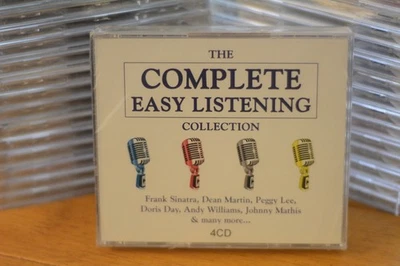 THE
COMPLETE
EASY LISTENING
COLLECTION
Frank Sinatra, Dean Martin, Peggy Lee,
Doris Day, Andy Williams, Johnny Mathis
& many more....
4CD